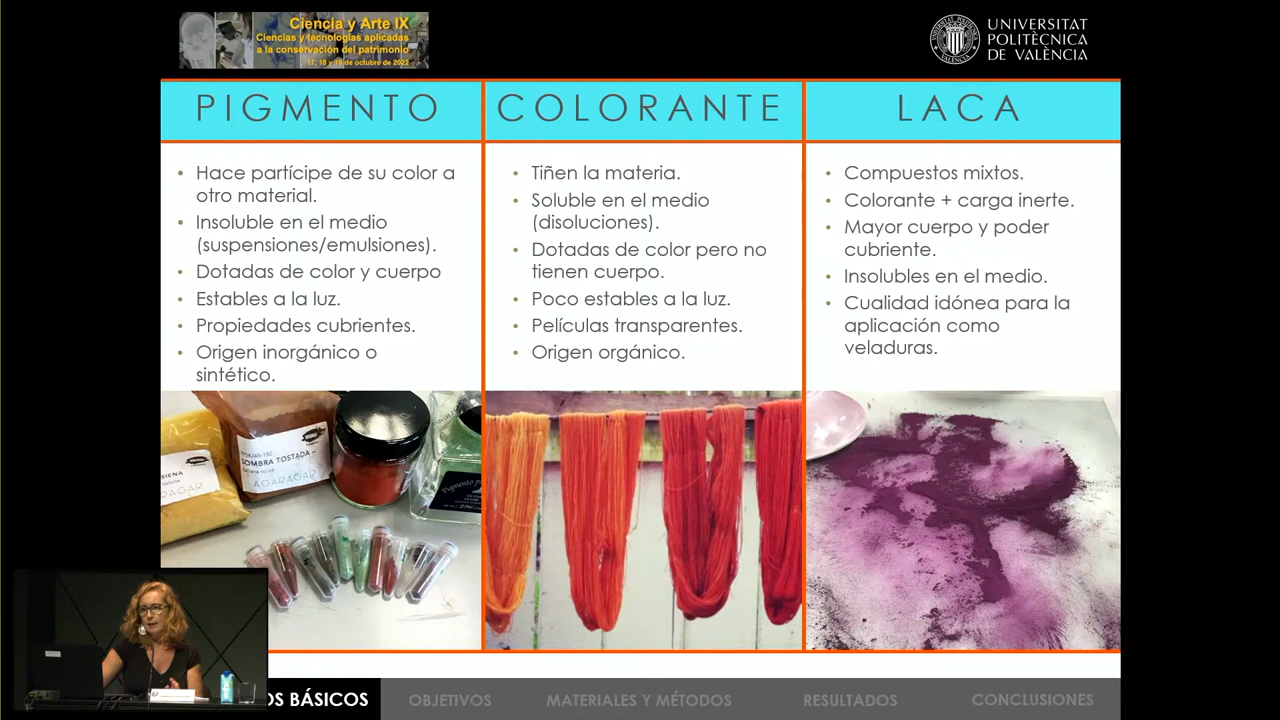 Ciencia y Arte IX
Ciencias y tecnologías aplicadas
a la conservación del patrimonio
17, 18 y 19 de octubre de 2022
UNIVERSITAT
POLITÈCNICA
DE VALÈNCIA
PIGMENTO
• Hace partícipe de su color a
otro material.
• Insoluble en el medio
(suspensiones/emulsiones).
• Dotadas de color y cuerpo
• Estables a la luz.
• Propiedades cubrientes.
• Origen inorgánico o
sintético.
COLORANTE
• Tiñen la materia.
• Soluble en el medio
(disoluciones).
• Dotadas de color pero no
tienen cuerpo.
• Poco estables a la luz.
• Películas transparentes.
• Origen orgánico.
LACA
• Compuestos mixtos.
• Colorante + carga inerte.
• Mayor cuerpo y poder
cubriente.
• Insolubles en el medio.
• Cualidad idónea para la
aplicación como
veladuras.
SIENA
SOMBRA TOSTADA
AGARAGAR
Pigmento
OS BÁSICOS
OBJETIVOS
MATERIALES Y MÉTODOS
RESULTADOS
CONCLUSIONES